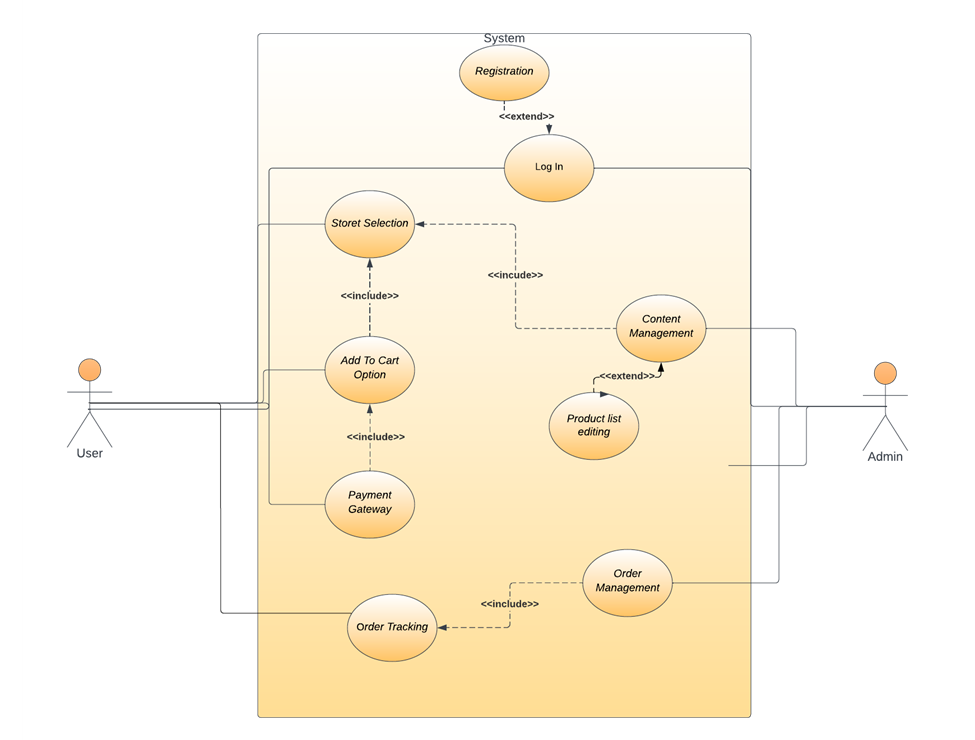 System
Registration
<<extend>>
Log In
Storet Selection
<<incude>>
<<include>>
Content
Management
Add To Cart
Option
<<extend>>
Product list
editing
<<include>>
User
Admin
Payment
Gateway
Order
Management
<<include>>
Order Tracking